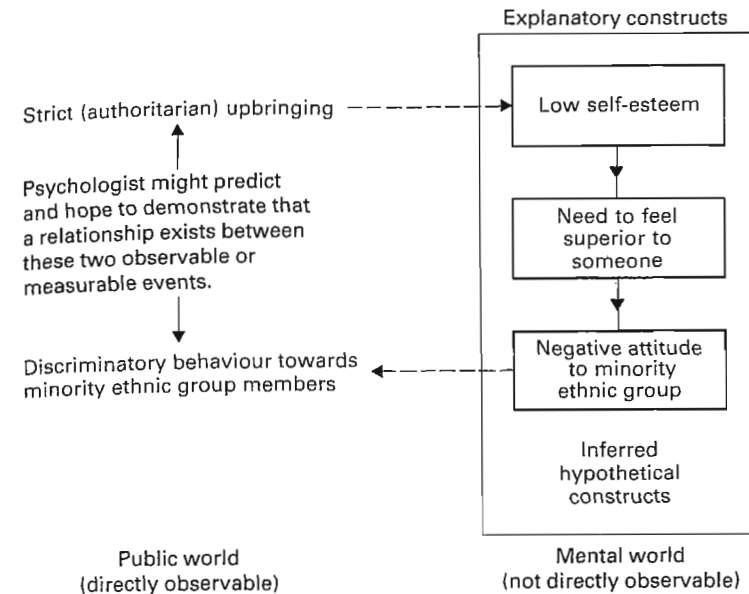 Explanatory constructs
Strict (authoritarian) upbringing
Low self-esteem
Psychologist might predict
and hope to demonstrate that
a relationship exists between
these two observable or
measurable events.
Need to feel
superior to
someone
Discriminatory behaviour towards
minority ethnic group members
Negative attitude
to minority
ethnic group
Inferred
hypothetical
constructs
Public world
(directly observable)
Mental world
(not directly observable)